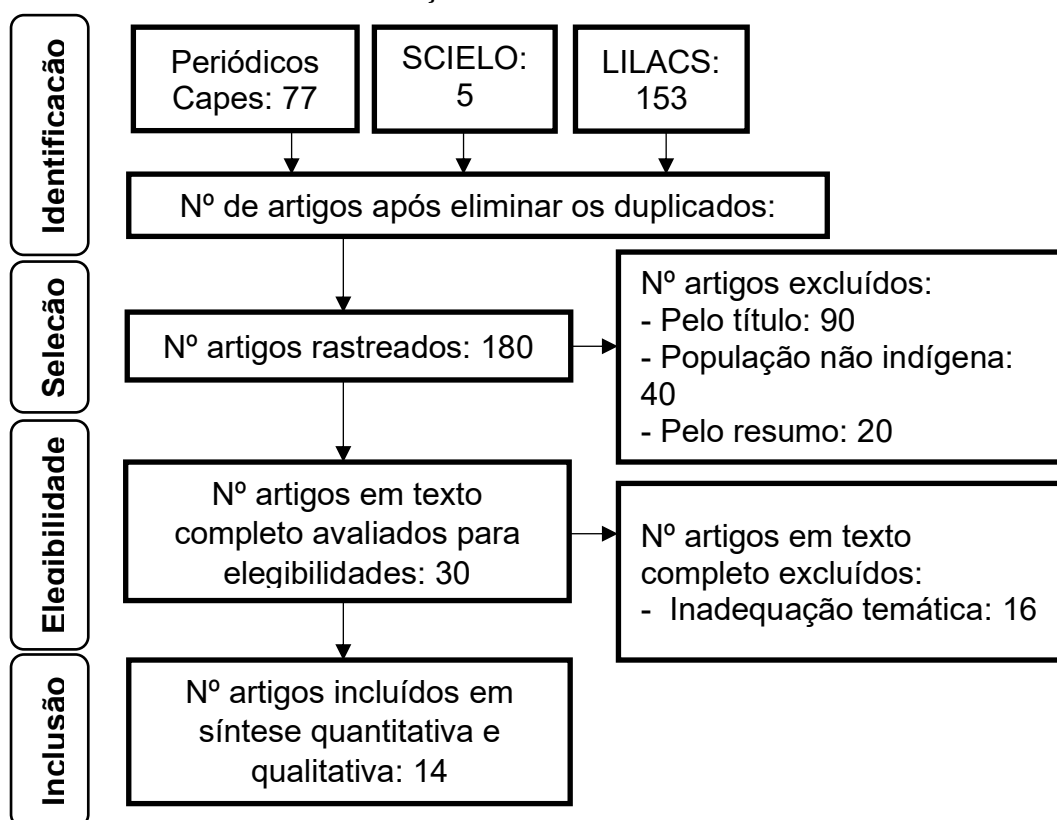 Identificação
Periódicos
Capes: 77
SCIELO:
5
LILACS:
153
Nº de artigos após eliminar os duplicados:
Seleção
Nº artigos rastreados: 180
Nº artigos excluídos:
- Pelo título: 90
- População não indígena:
40
- Pelo resumo: 20
Elegibilidade
Nº artigos em texto
completo avaliados para
elegibilidades: 30
Nº artigos em texto
completo excluídos:
- Inadequação temática: 16
Inclusão
Nº artigos incluídos em
síntese quantitativa e
qualitativa: 14